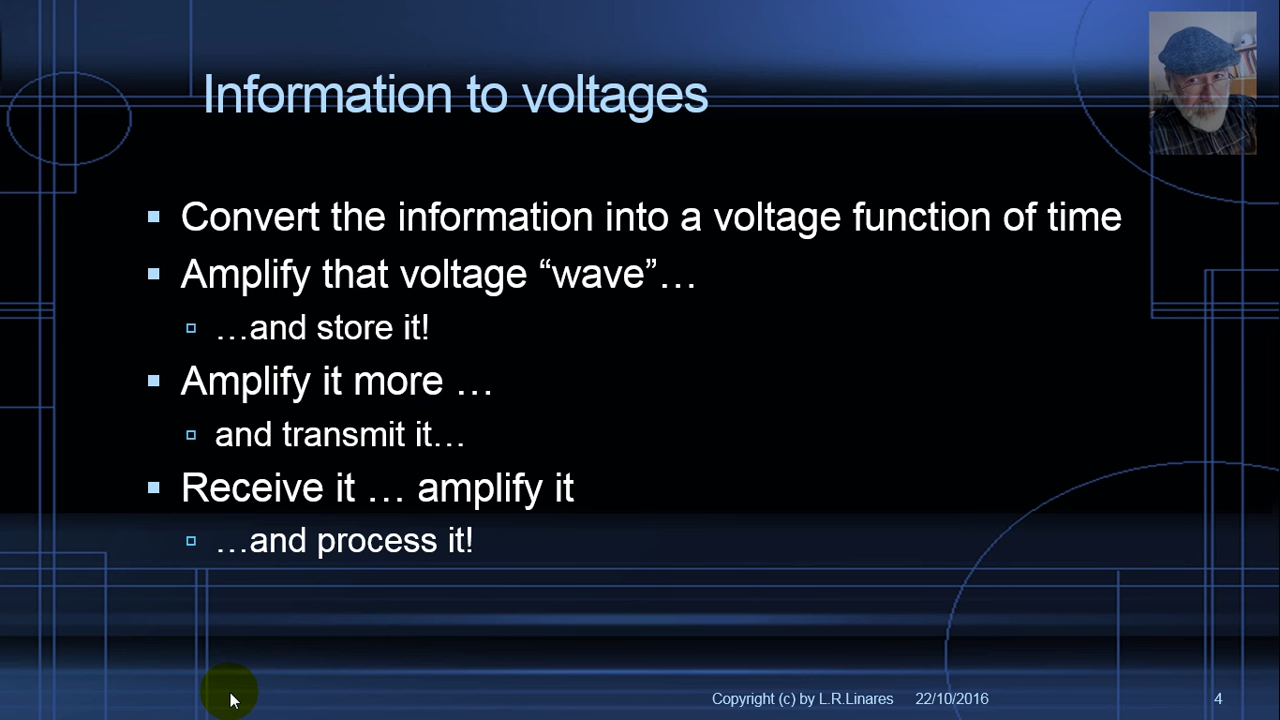 Information to voltages
Convert the information into a voltage function of time
Amplify that voltage “wave”…
…and store it!
Amplify it more …
and transmit it…
Receive it … amplify it
…and process it!
Copyright (c) by L.R.Linares 22/10/2016 4